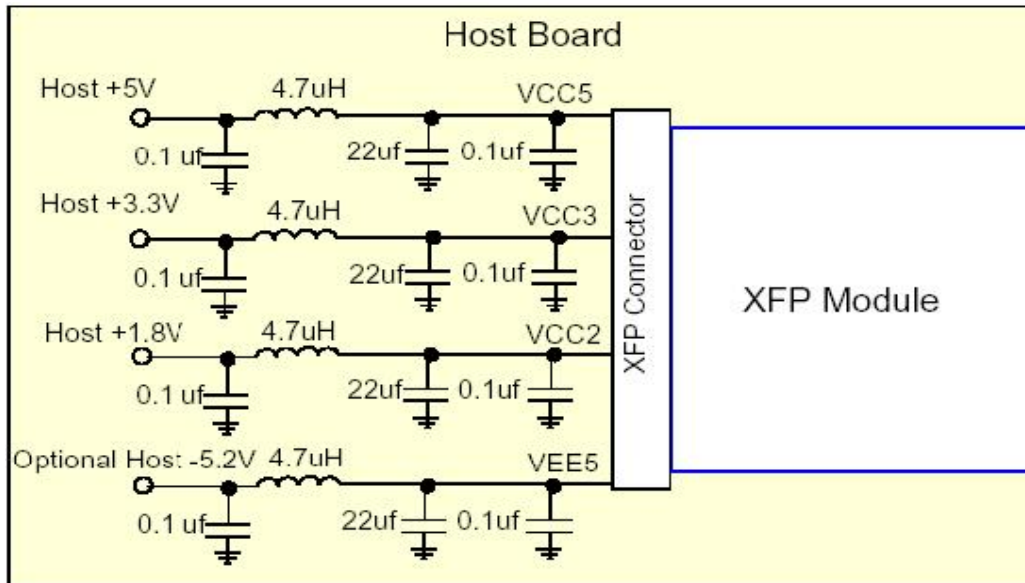 Host Board
Host +5V
4.7uH
VCC5
0.1 uf
22uf
0.1uf
Host +3.3V
4.7uH
VCC3
0.1 uf
22uf
0.1uf
Host +1.8V
4.7uH
VCC2
0.1 uf
22uf
0.1uf
Optional Host -5.2V
4.7uH
VEE5
0.1 uf
22uf
0.1uf
XFP Connector
XFP Module